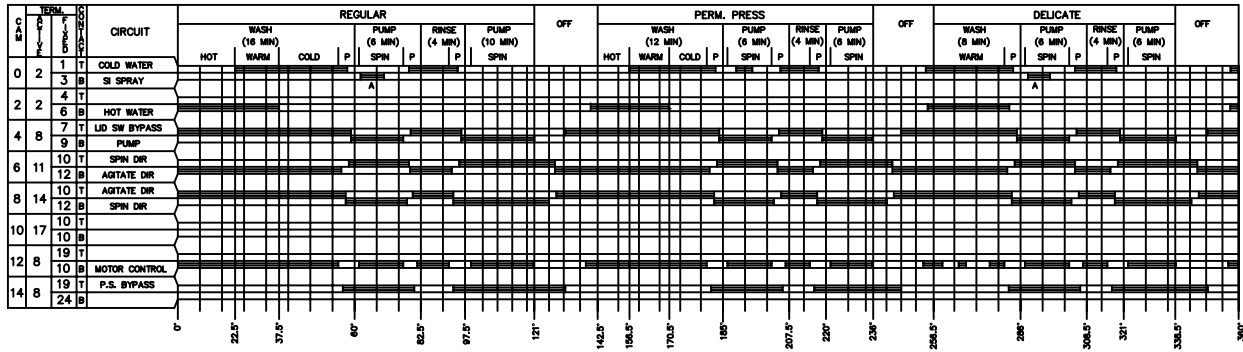 CAM TERM. ACTIVE FIXED CONTACT CIRCUIT
REGULAR OFF PERM. PRESS OFF DELICATE OFF
WASH (16 MIN) PUMP (6 MIN) RINSE (4 MIN) PUMP (10 MIN) WASH (12 MIN) PUMP (6 MIN) RINSE (4 MIN) PUMP (6 MIN) WASH (8 MIN) PUMP (6 MIN) RINSE (4 MIN) PUMP (6 MIN)
HOT WARM COLD P SPIN P SPIN HOT WARM COLD P SPIN P SPIN WARM P SPIN P SPIN
0 2 1 T COLD WATER
3 B SI SPRAY A A
2 2 4 T
6 B HOT WATER
4 8 7 T LID SW BYPASS
9 B PUMP
6 11 10 T SPIN DIR
12 B AGITATE DIR
8 14 10 T AGITATE DIR
12 B SPIN DIR
10 17 10 T
10 B
12 8 19 T
10 B MOTOR CONTROL
14 8 19 T P.S. BYPASS
24 B
0° 22.5° 37.5° 60° 82.5° 97.5° 121° 142.5° 156.5° 170.5° 185° 207.5° 220° 236° 256.5° 286° 308.5° 321° 338.5° 360°